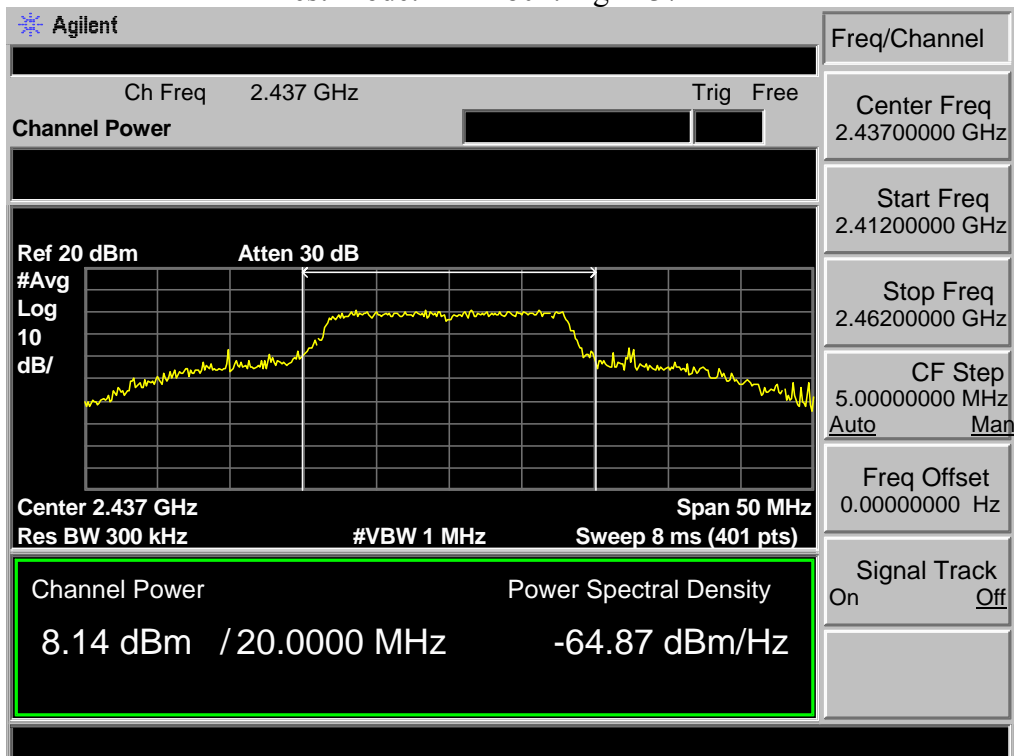 Agilent
Freq/Channel
Ch Freq 2.437 GHz Trig Free
Channel Power
Center Freq
2.43700000 GHz
Start Freq
2.41200000 GHz
Stop Freq
2.46200000 GHz
CF Step
5.00000000 MHz
Auto Man
Freq Offset
0.00000000 Hz
Signal Track
On Off
Ref 20 dBm Atten 30 dB
#Avg
Log
10
dB/
Center 2.437 GHz Span 50 MHz
Res BW 300 kHz #VBW 1 MHz Sweep 8 ms (401 pts)
Channel Power Power Spectral Density
8.14 dBm / 20.0000 MHz -64.87 dBm/Hz